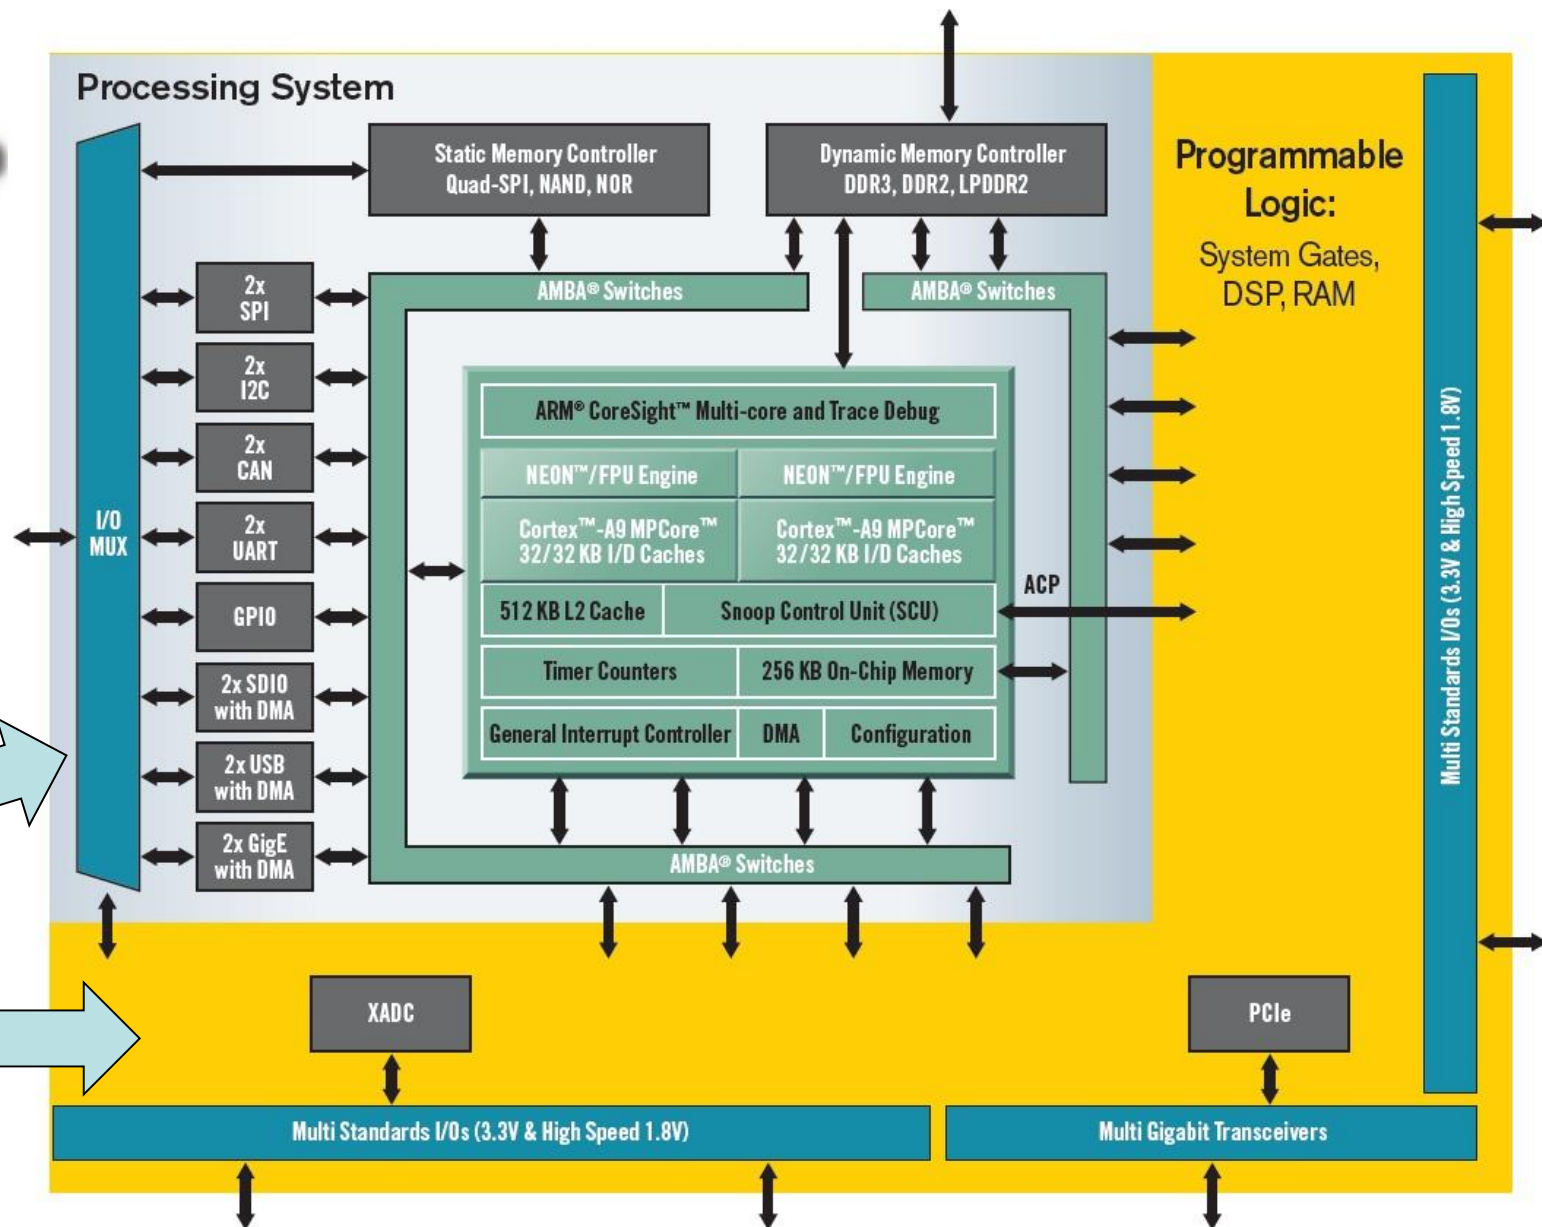 Processing System
Static Memory Controller
Quad-SPI, NAND, NOR
Dynamic Memory Controller
DDR3, DDR2, LPDDR2
Programmable
Logic:
System Gates,
DSP, RAM
I/O
MUX
2x
SPI
2x
I2C
2x
CAN
2x
UART
GPIO
2x SDIO
with DMA
2x USB
with DMA
2x GigE
with DMA
AMBA® Switches
AMBA® Switches
ARM® CoreSight™ Multi-core and Trace Debug
NEON™/FPU Engine
NEON™/FPU Engine
Cortex™-A9 MPCore™
32/32 KB I/D Caches
Cortex™-A9 MPCore™
32/32 KB I/D Caches
512 KB L2 Cache
Snoop Control Unit (SCU)
ACP
Timer Counters
256 KB On-Chip Memory
General Interrupt Controller
DMA
Configuration
AMBA® Switches
Multi Standards I/Os (3.3V & High Speed 1.8V)
XADC
PCIe
Multi Standards I/Os (3.3V & High Speed 1.8V)
Multi Gigabit Transceivers